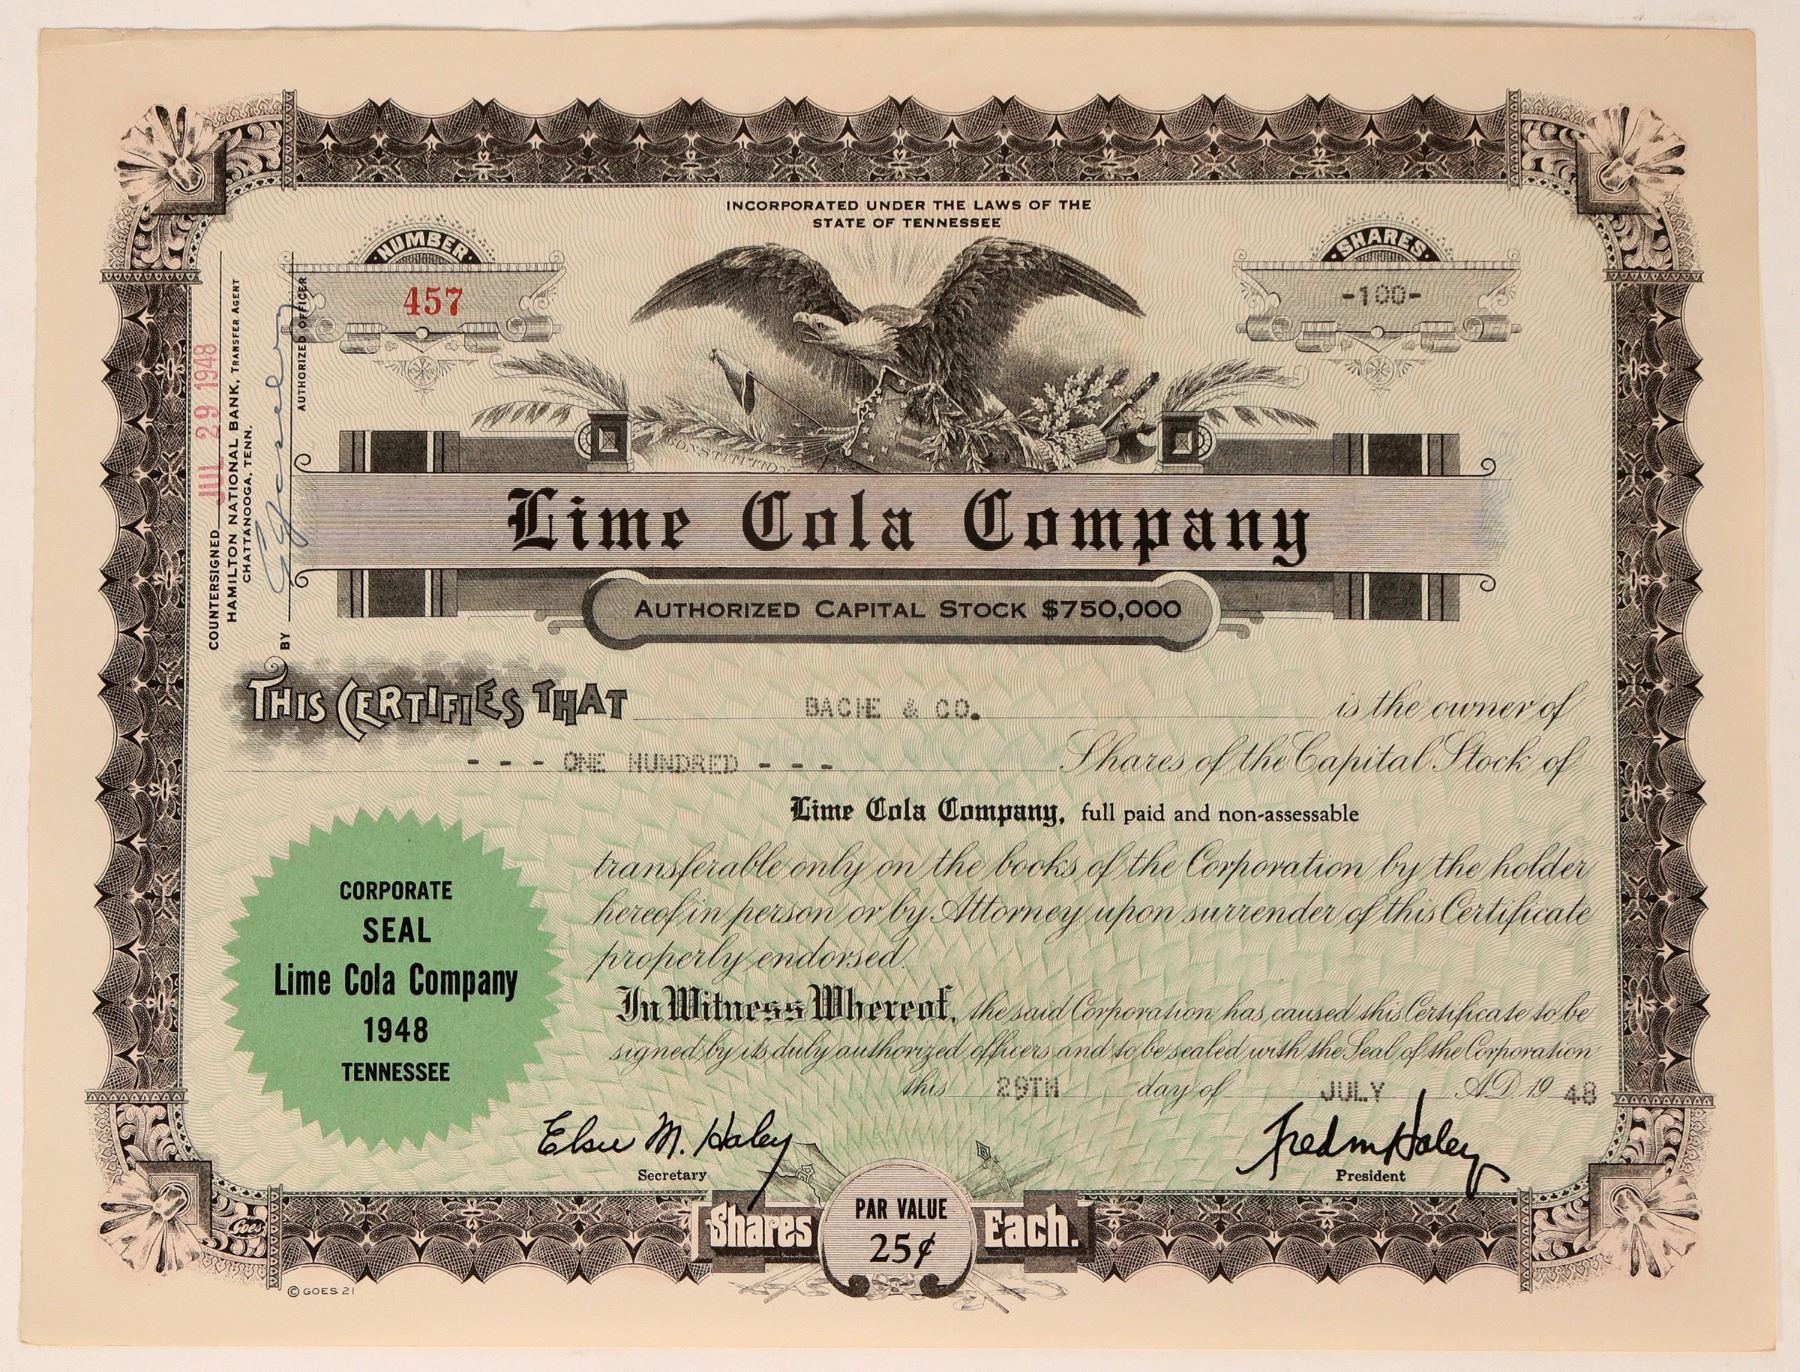 INCORPORATED UNDER THE LAWS OF THE
STATE OF TENNESSEE
NUMBER
457
SHARES
-100-
CONSTITUTION
Lime Cola Company
AUTHORIZED CAPITAL STOCK $750,000
COUNTERSIGNED JUL 29 1948
HAMILTON NATIONAL BANK, TRANSFER AGENT
CHATTANOOGA, TENN.
BY
AUTHORIZED OFFICER
THIS CERTIFIES THAT BACHE & CO. is the owner of
- - - ONE HUNDRED - - - Shares of the Capital Stock of
Lime Cola Company, full paid and non-assessable
transferable only on the books of the Corporation by the holder
hereof in person or by Attorney upon surrender of this Certificate
properly endorsed.
In Witness Whereof, the said Corporation has caused this Certificate to be
signed by its duly authorized officers and to be sealed with the Seal of the Corporation
this 29TH day of JULY A.D. 19 48
CORPORATE
SEAL
Lime Cola Company
1948
TENNESSEE
Elsie M. Haley
Secretary
Fred M Haley
President
Shares
PAR VALUE
25¢
Each.
Goes
© GOES 21